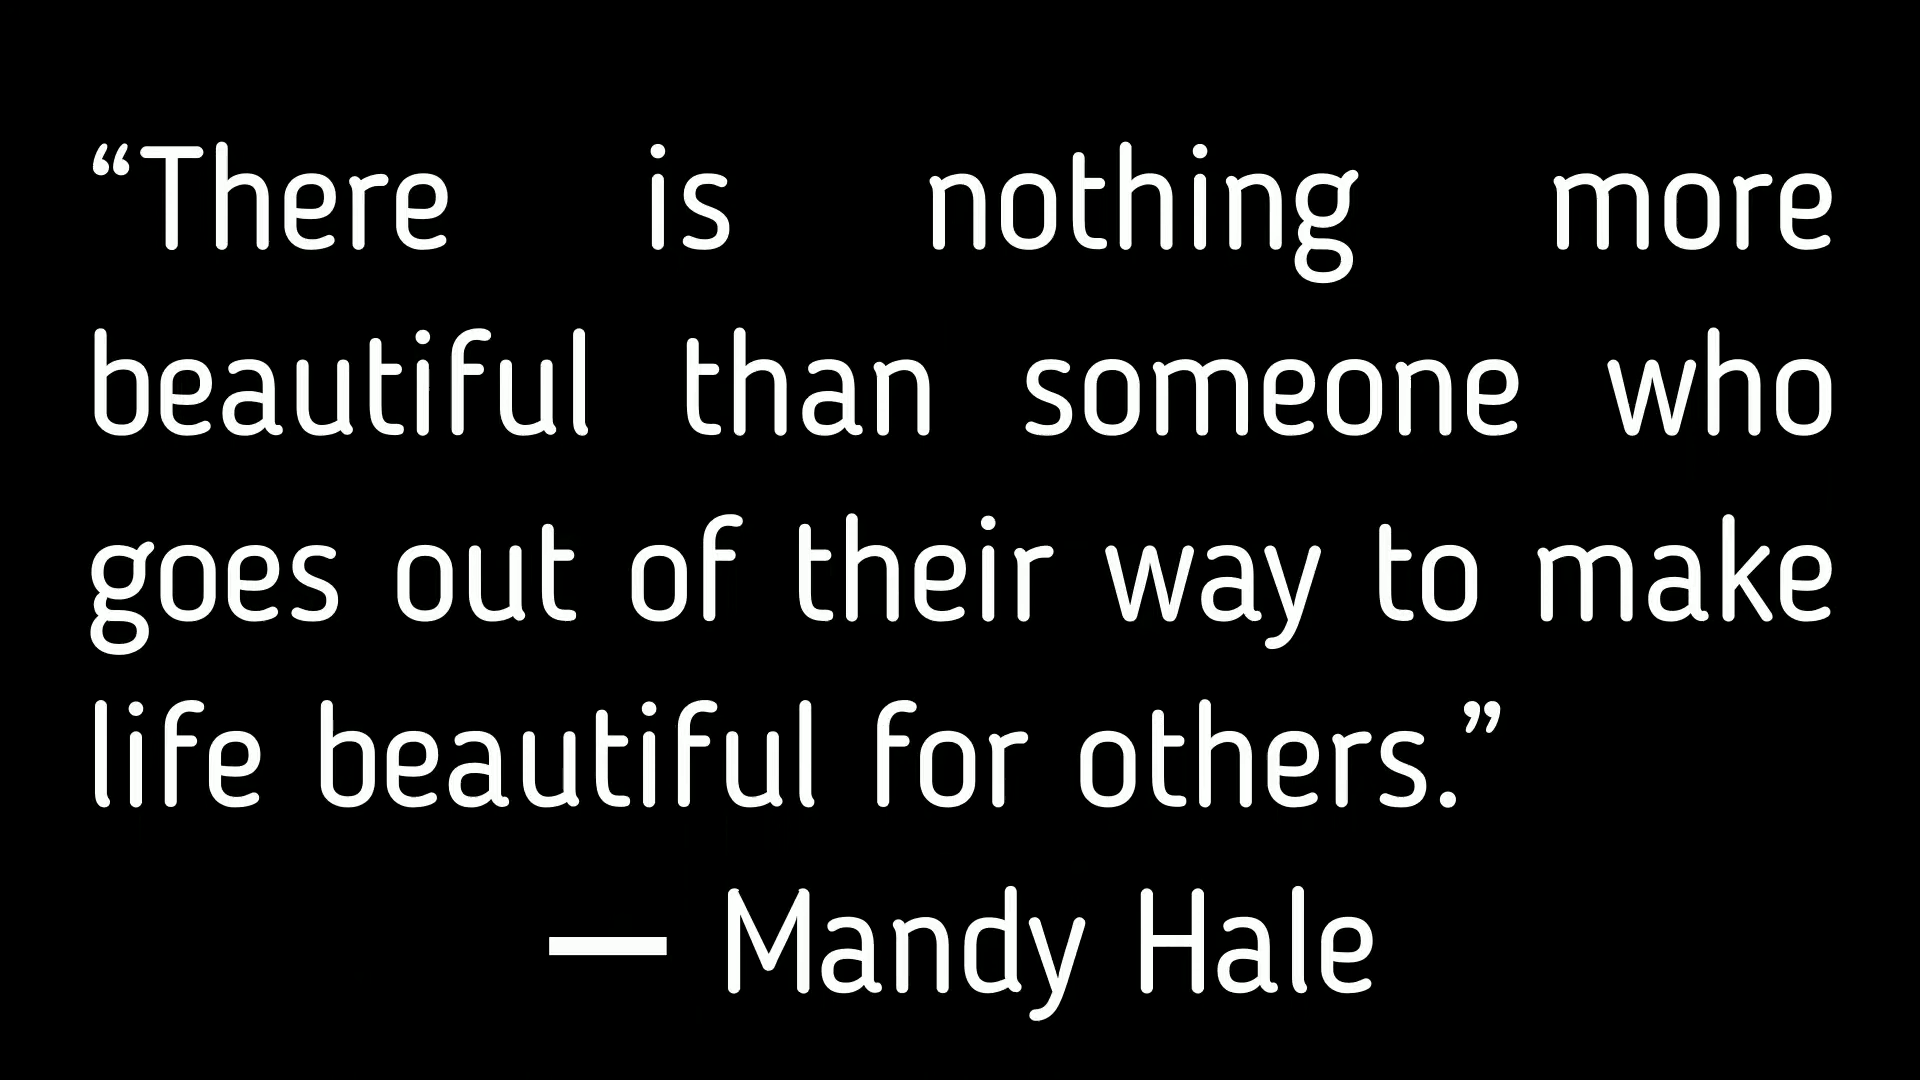 “There is nothing more
beautiful than someone who
goes out of their way to make
life beautiful for others.”
— Mandy Hale